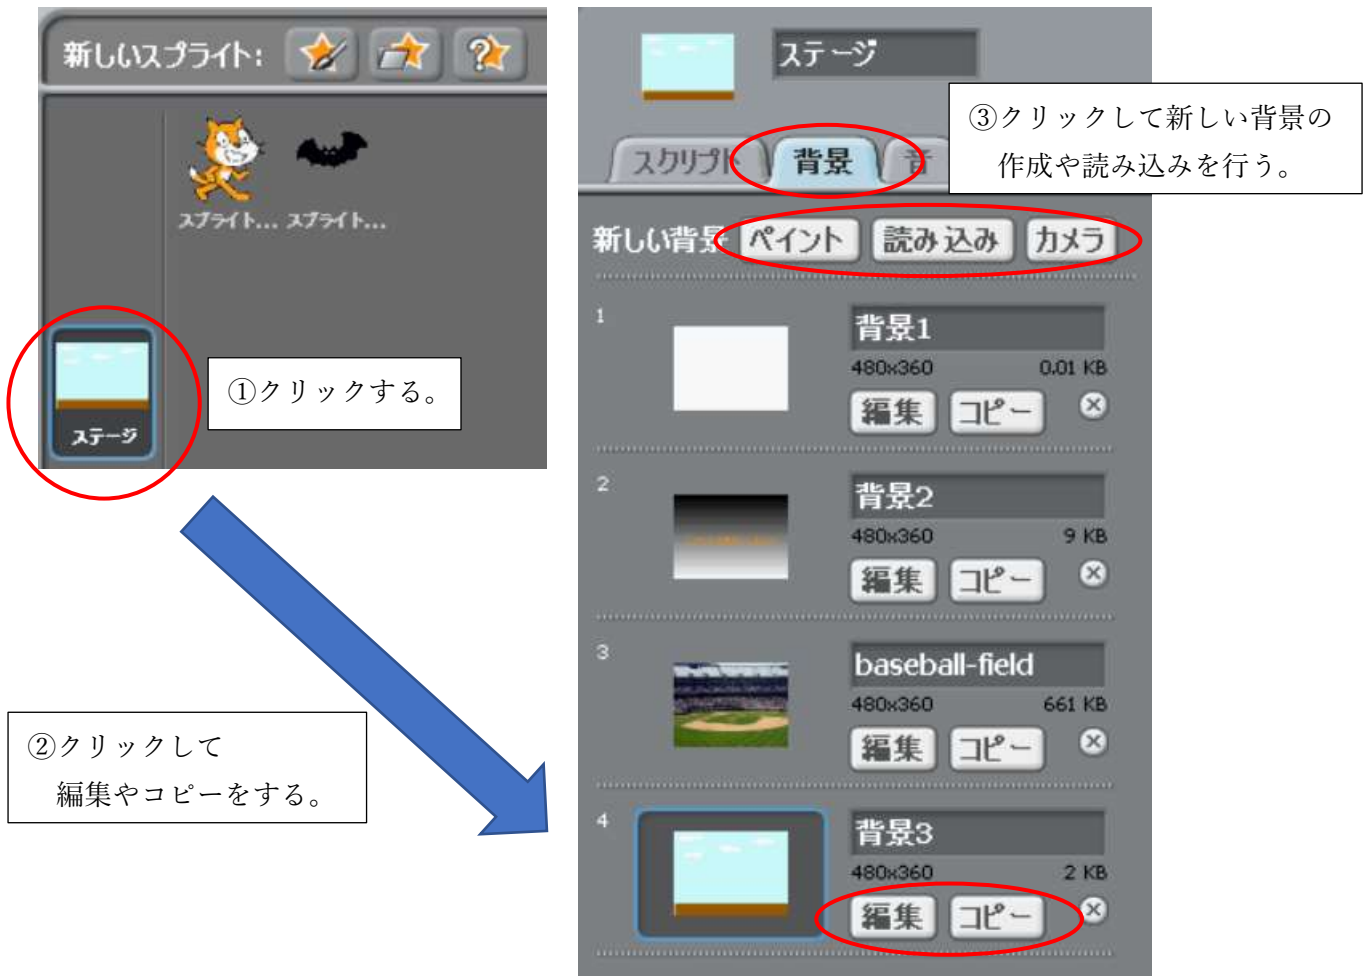 新しいスプライト:
スプライト... スプライト...
ステージ
①クリックする。
②クリックして
編集やコピーをする。
ステージ
③クリックして新しい背景の
作成や読み込みを行う。
スクリプト 背景 音
新しい背景 ペイント 読み込み カメラ
1
背景1
480x360 0.01 KB
編集 コピー
2
背景2
480x360 9 KB
編集 コピー
3
baseball-field
480x360 661 KB
編集 コピー
4
背景3
480x360 2 KB
編集 コピー